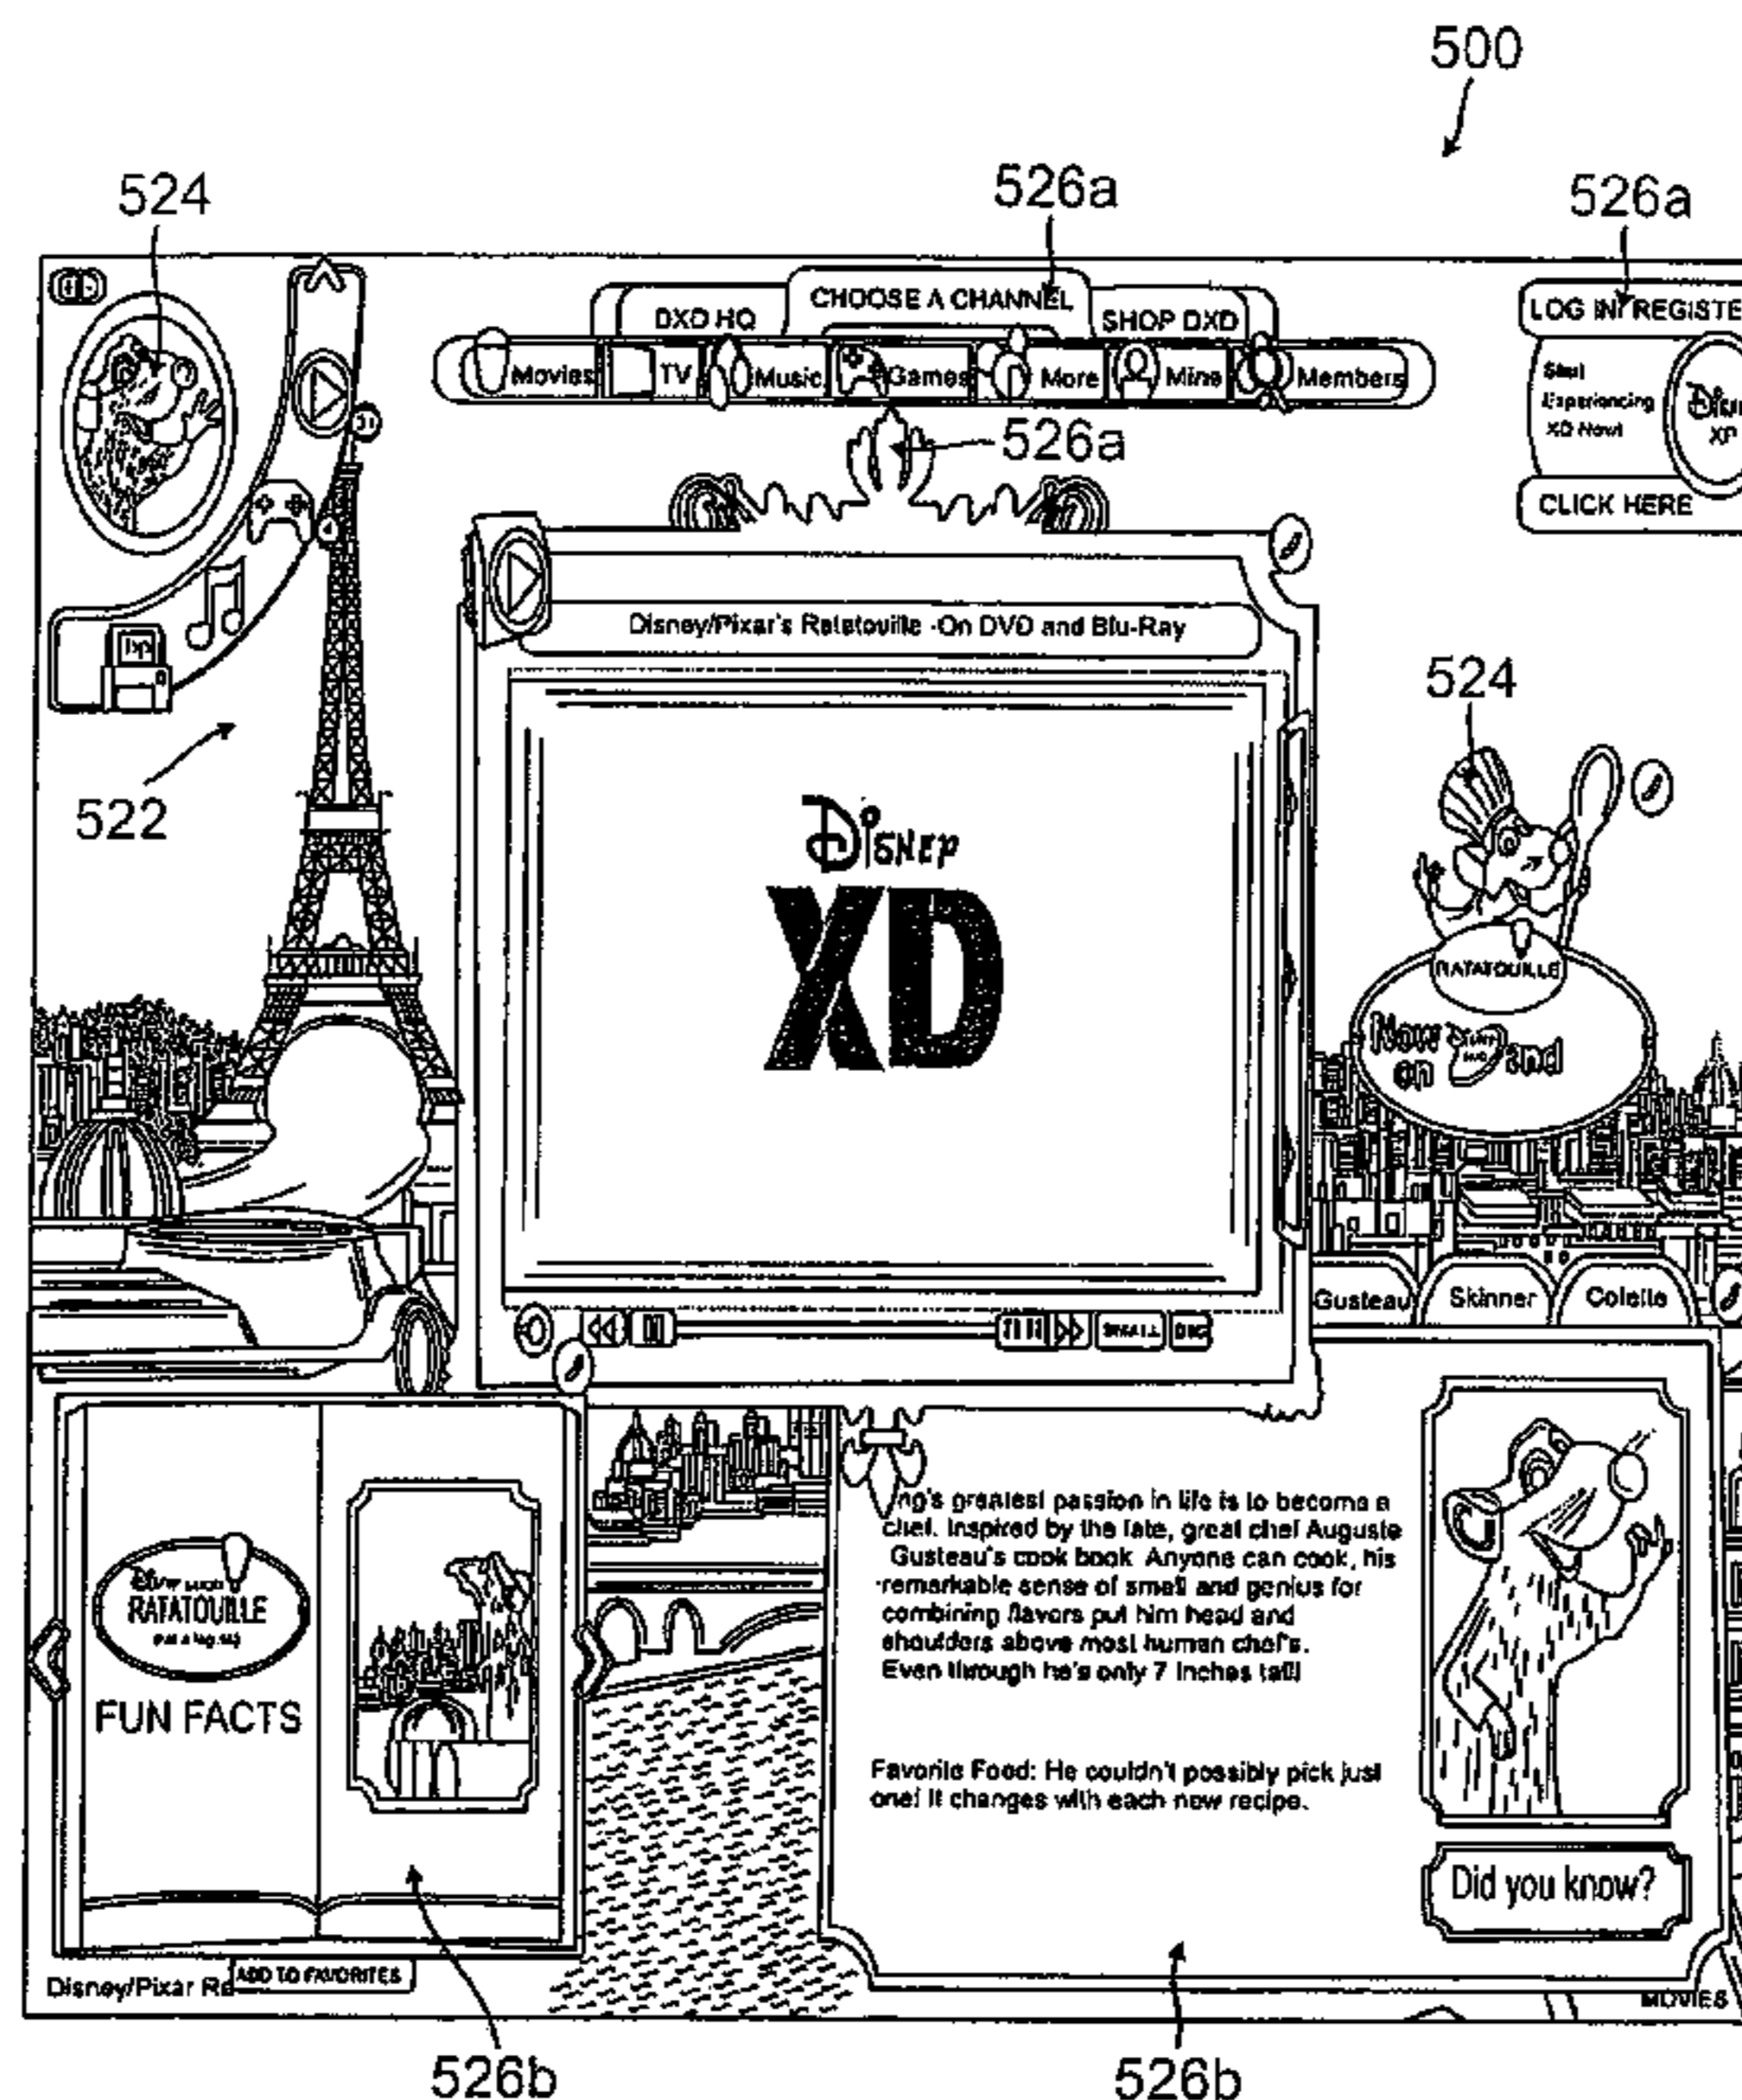 500
524
526a
526a
CHOOSE A CHANNEL
DXD HQ
SHOP DXD
LOG IN/ REGISTE
Movies
TV
Music
Games
More
Mine
Members
Experiencing
XD Now!
XP
CLICK HERE
526a
Disney/Pixar's Ratatouille -On DVD and Blu-Ray
522
524
DISNEY
XD
RATATOUILLE
Now
on
and
Gusteau
Skinner
Colette
SMALL
ng's greatest passion in life is to become a
chef. Inspired by the late, great chef Auguste
Gusteau's cook book Anyone can cook, his
remarkable sense of smell and genius for
combining flavors put him head and
shoulders above most human chef's.
Even through he's only 7 inches tall!
RATATOUILLE
FUN FACTS
Favorite Food: He couldn't possibly pick just
one! It changes with each new recipe.
Did you know?
Disney/Pixar Ra
ADD TO FAVORITES
MOVIES
526b
526b